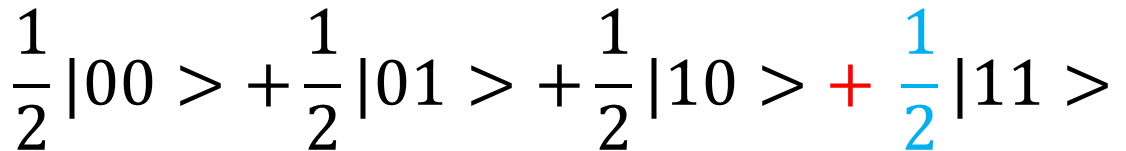 1/2 |00 > + 1/2 |01 > + 1/2 |10 > + 1/2 |11 >